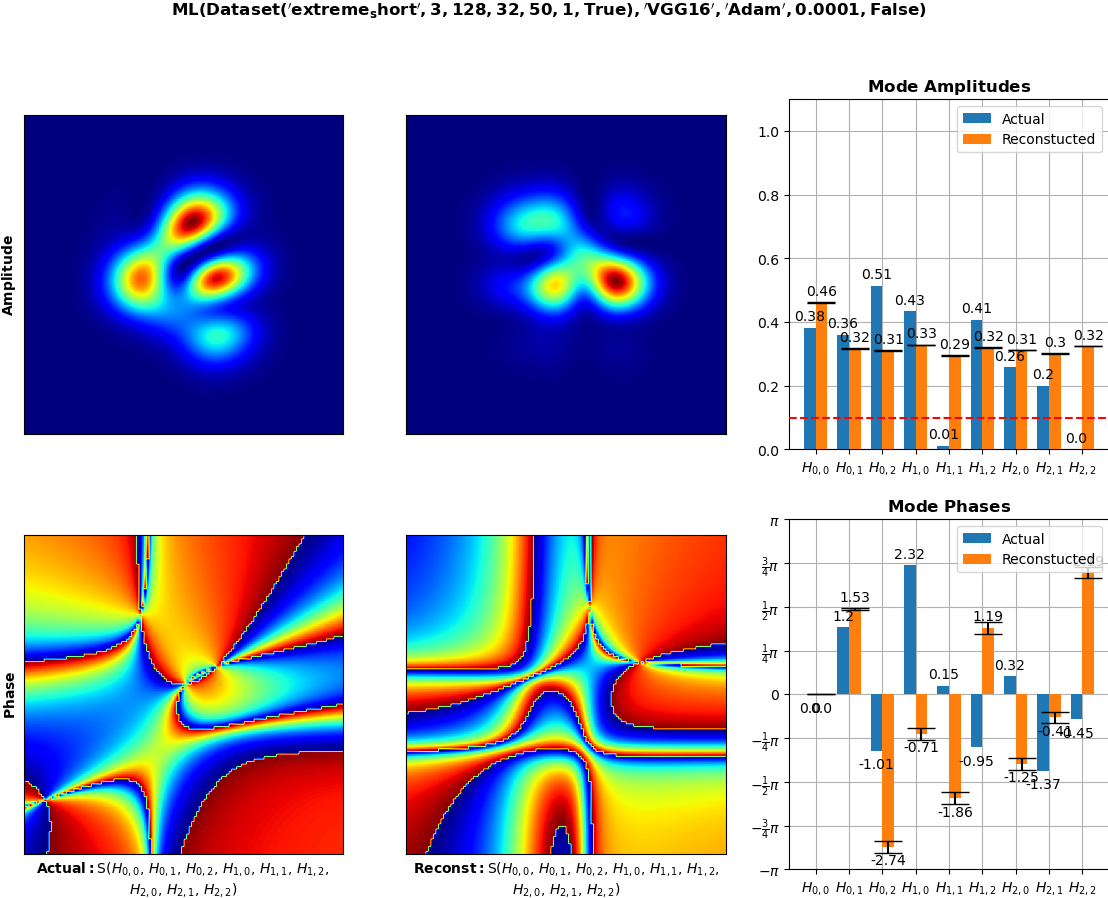 ML(Dataset('extreme_short', 3, 128, 32, 50, 1, True), 'VGG16', 'Adam', 0.0001, False)
Amplitude
Mode Amplitudes
Actual
Reconstucted
1.0
0.8
0.6
0.4
0.2
0.0
0.38 0.46 0.36 0.32 0.51 0.31 0.43 0.33 0.01 0.29 0.41 0.32 0.26 0.31 0.2 0.3 0.0 0.32
H0,0 H0,1 H0,2 H1,0 H1,1 H1,2 H2,0 H2,1 H2,2
Phase
Actual: S(H0,0, H0,1, H0,2, H1,0, H1,1, H1,2,
H2,0, H2,1, H2,2)
Reconst: S(H0,0, H0,1, H0,2, H1,0, H1,1, H1,2,
H2,0, H2,1, H2,2)
Mode Phases
Actual
Reconstucted
π
3/4π
1/2π
1/4π
0
−1/4π
−1/2π
−3/4π
−π
0.0 0.0 1.2 1.53 -1.01 -2.74 2.32 -0.71 0.15 -1.86 -0.95 1.19 0.32 -1.25 -1.37 -0.41 -0.45
H0,0 H0,1 H0,2 H1,0 H1,1 H1,2 H2,0 H2,1 H2,2